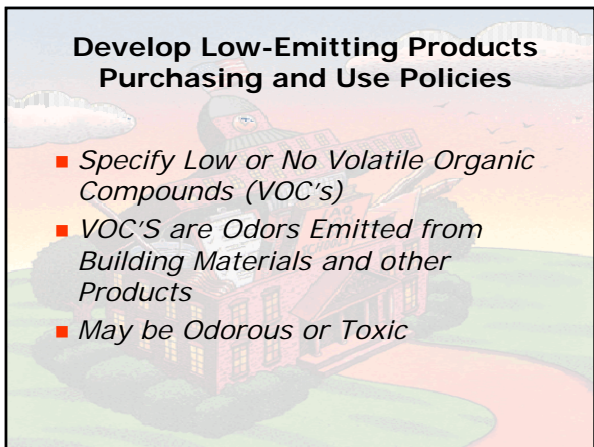 Develop Low-Emitting Products
Purchasing and Use Policies
■ Specify Low or No Volatile Organic
Compounds (VOC's)
■ VOC'S are Odors Emitted from
Building Materials and other
Products
■ May be Odorous or Toxic